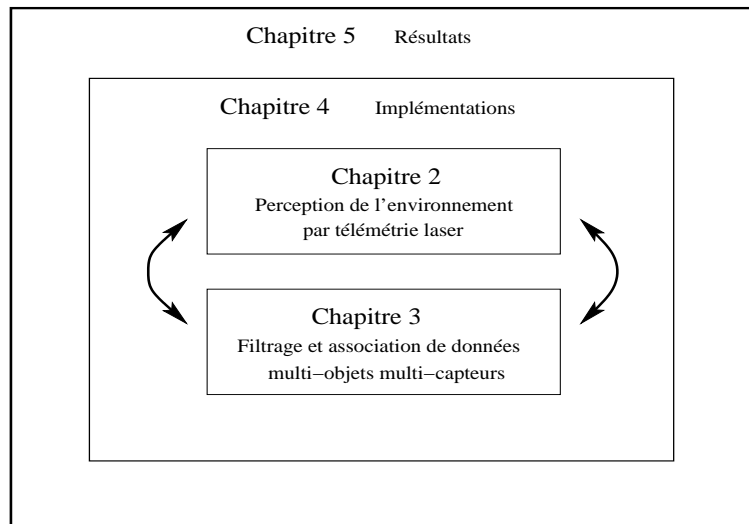 Chapitre 5 Résultats
Chapitre 4 Implémentations
Chapitre 2
Perception de l'environnement
par télémétrie laser
Chapitre 3
Filtrage et association de données
multi−objets multi−capteurs